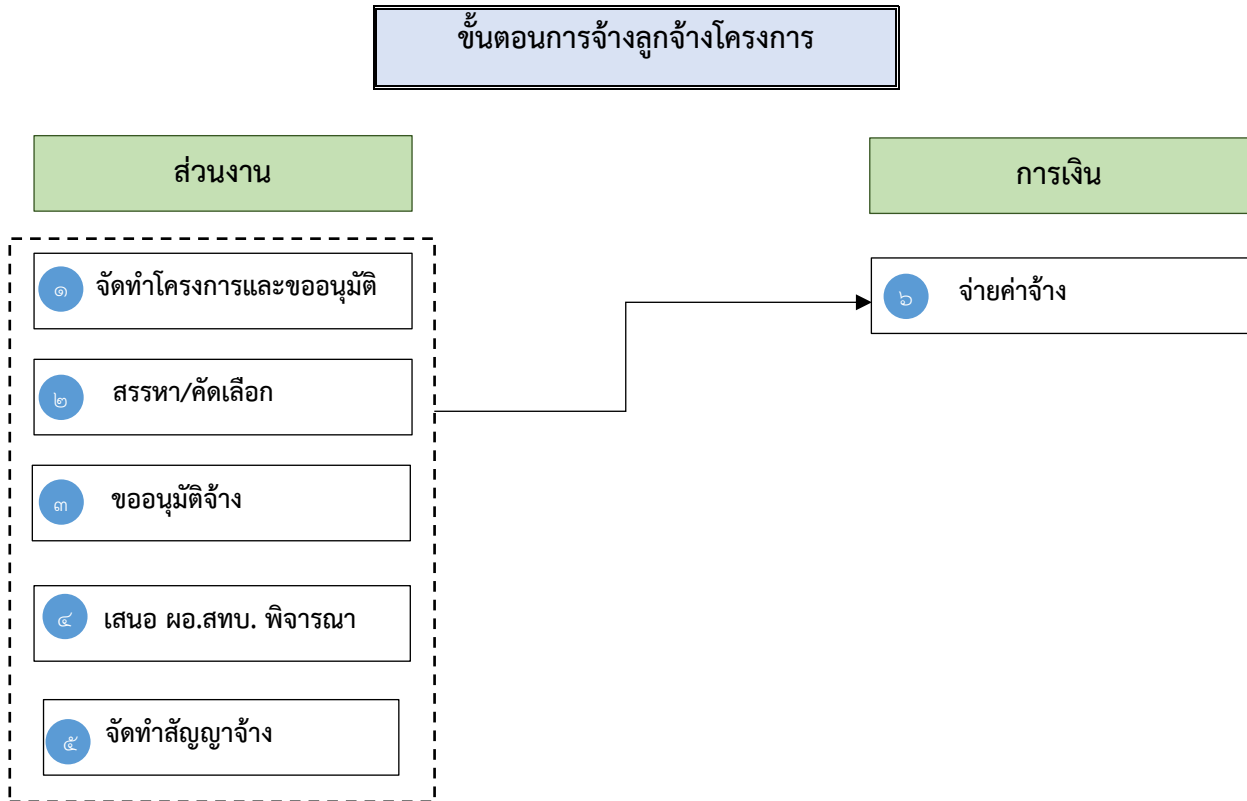 ขั้นตอนการจ้างลูกจ้างโครงการ
ส่วนงาน
การเงิน
๑ จัดทำโครงการและขออนุมัติ
๖ จ่ายค่าจ้าง
๒ สรรหา/คัดเลือก
๓ ขออนุมัติจ้าง
๔ เสนอ ผอ.สทบ. พิจารณา
๕ จัดทำสัญญาจ้าง